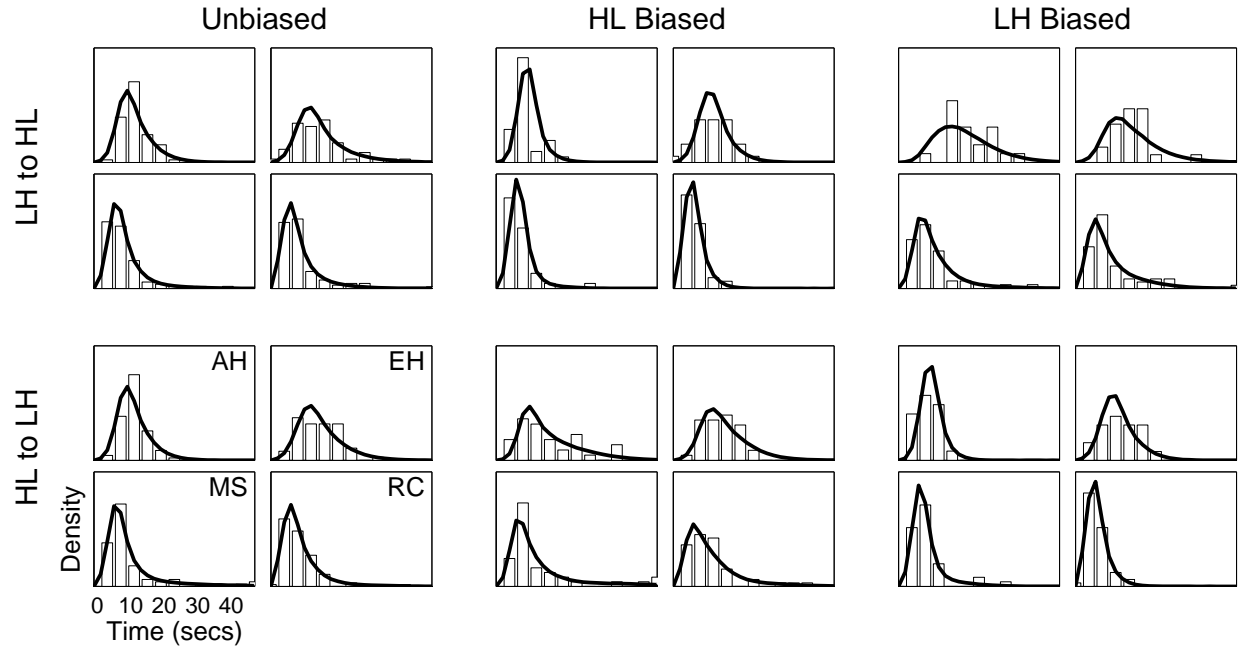 Unbiased
HL Biased
LH Biased
LH to HL
HL to LH
AH
EH
MS
RC
Density
0 10 20 30 40
Time (secs)